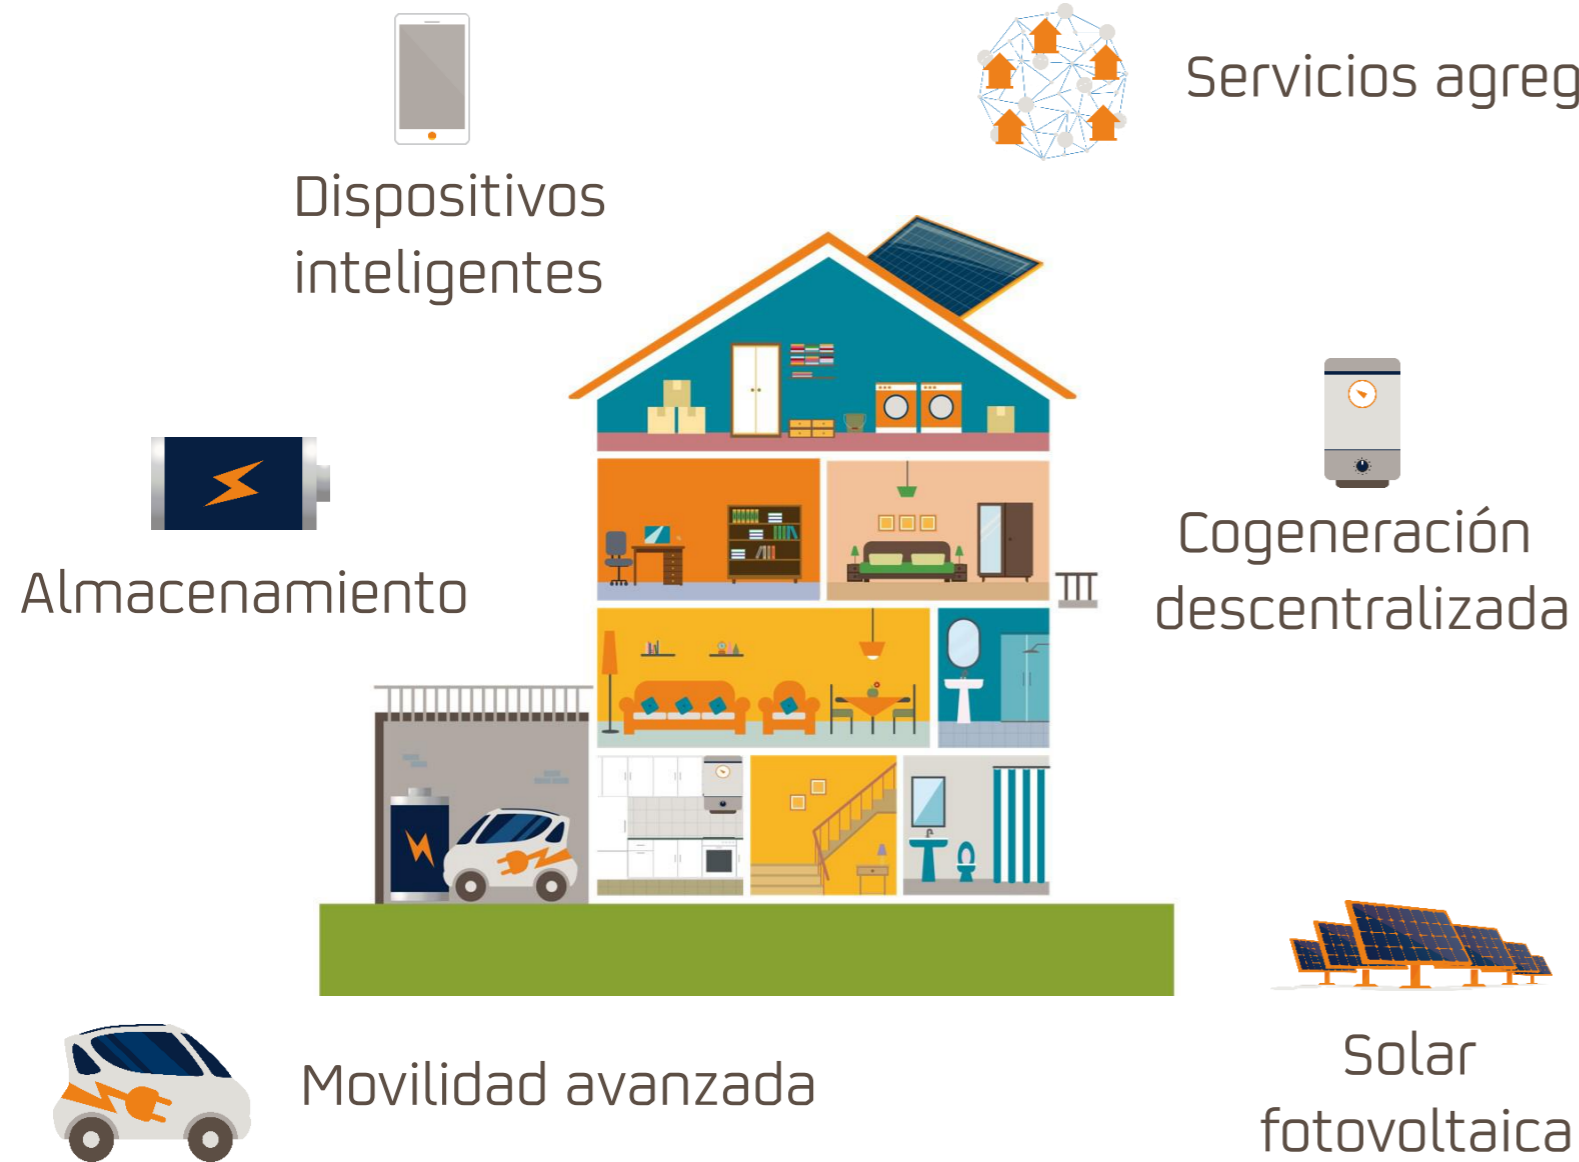 Servicios agreg
Dispositivos
inteligentes
Cogeneración
descentralizada
Almacenamiento
Solar
fotovoltaica
Movilidad avanzada